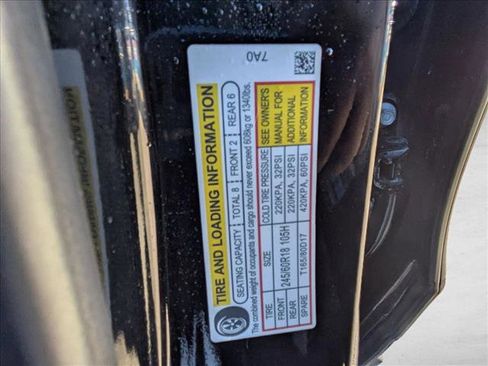 7A0
TIRE AND LOADING INFORMATION
SEATING CAPACITY TOTAL 8 FRONT 2 REAR 6
The combined weight of occupants and cargo should never exceed 608kg or 1340lbs.
TIRE SIZE COLD TIRE PRESSURE SEE OWNER'S
FRONT 245/60R18 105H 220KPA, 32PSI MANUAL FOR
REAR 220KPA, 32PSI ADDITIONAL
SPARE T165/80D17 420KPA, 60PSI INFORMATION